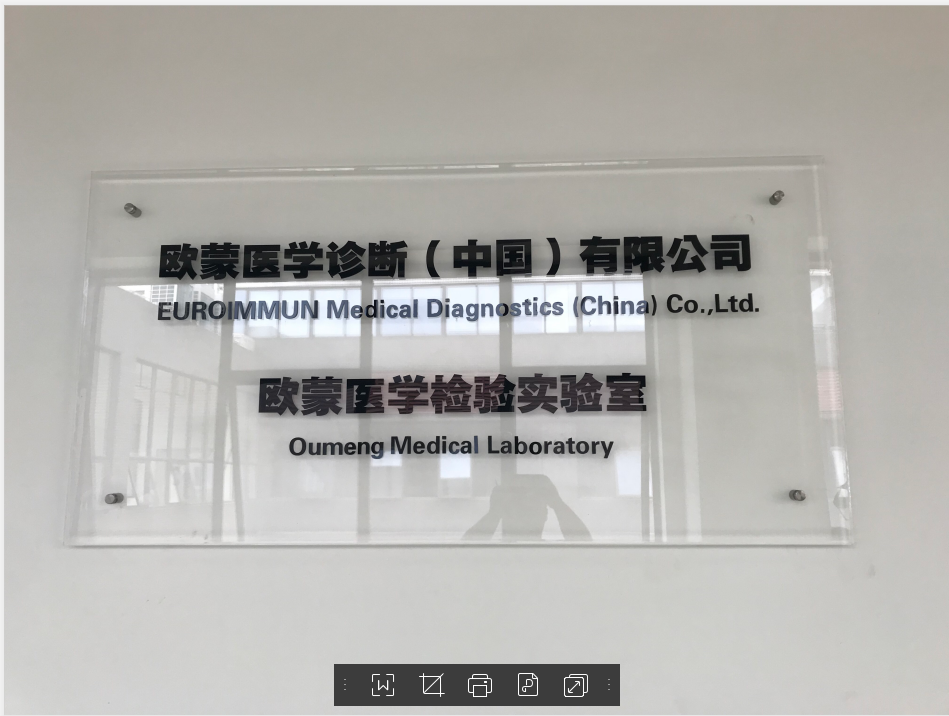 欧蒙医学诊断（中国）有限公司
EUROIMMUN Medical Diagnostics (China) Co.,Ltd.
欧蒙医学检验实验室
Oumeng Medical Laboratory